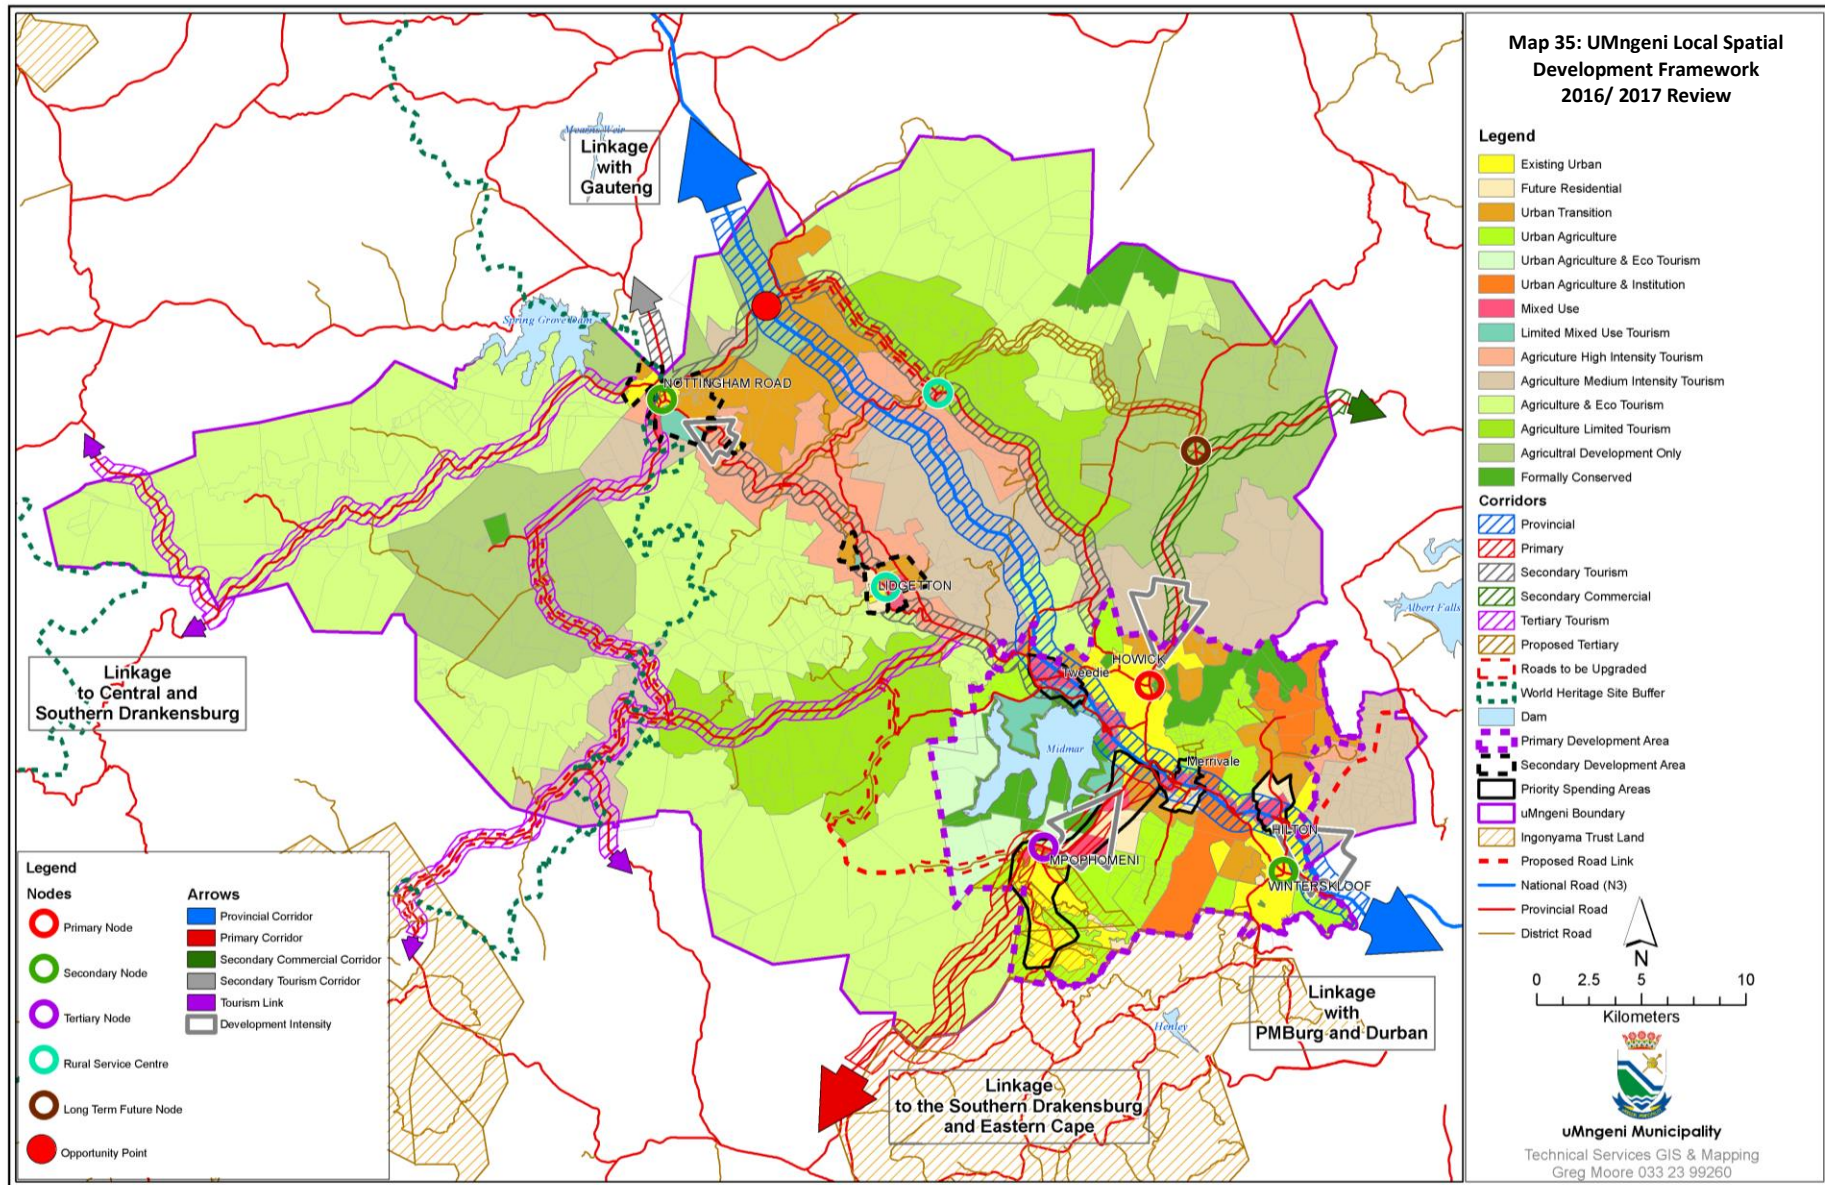 Map 35: UMngeni Local Spatial
Development Framework
2016/ 2017 Review
Legend
Existing Urban
Future Residential
Urban Transition
Urban Agriculture
Urban Agriculture & Eco Tourism
Urban Agriculture & Institution
Mixed Use
Limited Mixed Use Tourism
Agricuture High Intensity Tourism
Agriculture Medium Intensity Tourism
Agriculture & Eco Tourism
Agriculture Limited Tourism
Agricultral Development Only
Formally Conserved
Corridors
Provincial
Primary
Secondary Tourism
Secondary Commercial
Tertiary Tourism
Proposed Tertiary
Roads to be Upgraded
World Heritage Site Buffer
Dam
Primary Development Area
Secondary Development Area
Priority Spending Areas
uMngeni Boundary
Ingonyama Trust Land
Proposed Road Link
National Road (N3)
Provincial Road
District Road
N
0 2.5 5 10
Kilometers
uMngeni Municipality
Technical Services GIS & Mapping
Greg Moore 033 23 99260
Mearns Weir
Linkage
with
Gauteng
Spring Grove Dam
NOTTINGHAM ROAD
LIDGETTON
Albert Falls
HOWICK
Tweedie
Midmar
Merrivale
HILTON
MPOPHOMENI
WINTERSKLOOF
Linkage
to Central and
Southern Drankensburg
Linkage
with
PMBurg and Durban
Henley
Linkage
to the Southern Drakensburg
and Eastern Cape
Legend
Nodes
Primary Node
Secondary Node
Tertiary Node
Rural Service Centre
Long Term Future Node
Opportunity Point
Arrows
Provincial Corridor
Primary Corridor
Secondary Commercial Corridor
Secondary Tourism Corridor
Tourism Link
Development Intensity